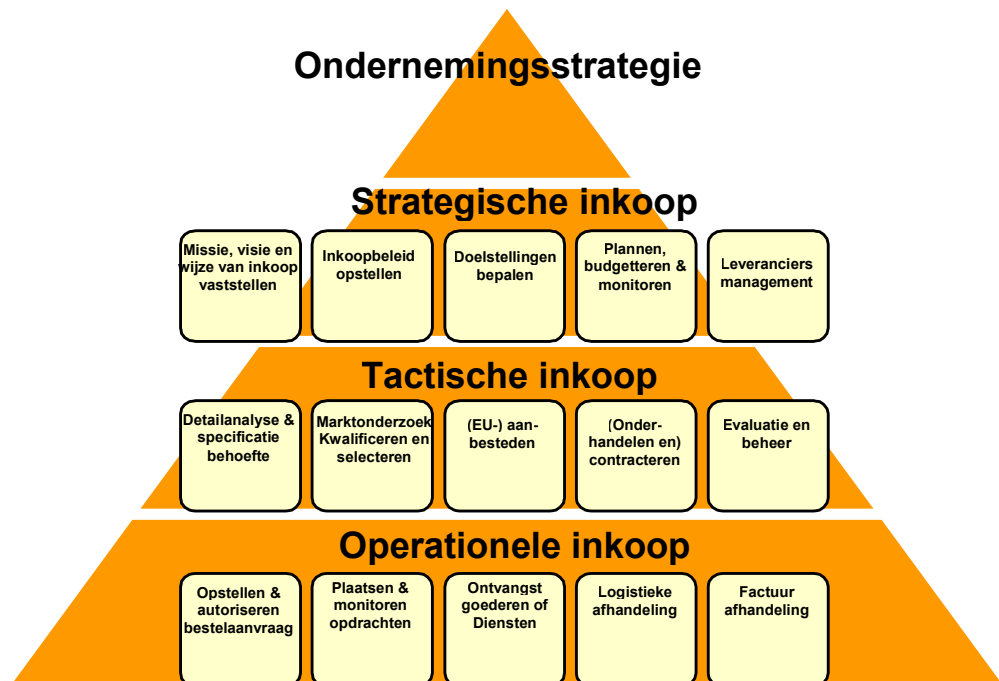 Ondernemingsstrategie
Strategische inkoop
Missie, visie en
wijze van inkoop
vaststellen
Inkoopbeleid
opstellen
Doelstellingen
bepalen
Plannen,
budgetteren &
monitoren
Leveranciers
management
Tactische inkoop
Detailanalyse &
specificatie
behoefte
Marktonderzoek
Kwalificeren en
selecteren
(EU-) aan-
besteden
(Onder-
handelen en)
contracteren
Evaluatie en
beheer
Operationele inkoop
Opstellen &
autoriseren
bestelaanvraag
Plaatsen &
monitoren
opdrachten
Ontvangst
goederen of
Diensten
Logistieke
afhandeling
Factuur
afhandeling